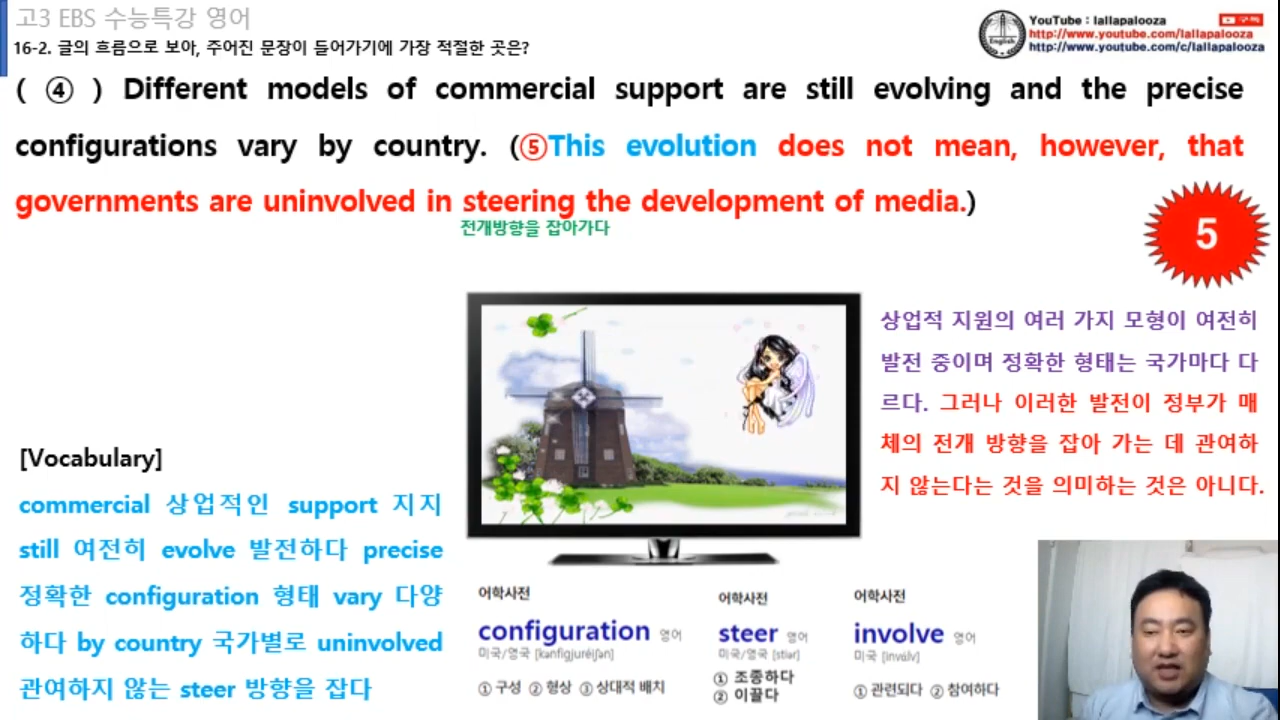 고3 EBS 수능특강 영어
16-2. 글의 흐름으로 보아, 주어진 문장이 들어가기에 가장 적절한 곳은?
English
YouTube : lallapalooza
구독
http://www.youtube.com/lallapalooza
http://www.youtube.com/c/lallapalooza
( ④ ) Different models of commercial support are still evolving and the precise
configurations vary by country. (⑤This evolution does not mean, however, that
governments are uninvolved in steering the development of media.)
전개방향을 잡아가다
5
상업적 지원의 여러 가지 모형이 여전히
발전 중이며 정확한 형태는 국가마다 다
르다. 그러나 이러한 발전이 정부가 매
체의 전개 방향을 잡아 가는 데 관여하
지 않는다는 것을 의미하는 것은 아니다.
[Vocabulary]
commercial 상업적인 support 지지
still 여전히 evolve 발전하다 precise
정확한 configuration 형태 vary 다양
하다 by country 국가별로 uninvolved
관여하지 않는 steer 방향을 잡다
어학사전
configuration 영어
미국/영국 [kənfìgjuréiʃən]
① 구성 ② 형상 ③ 상대적 배치
어학사전
steer 영어
미국/영국 [stiər]
① 조종하다
② 이끌다
어학사전
involve 영어
미국 [inválv]
① 관련되다 ② 참여하다